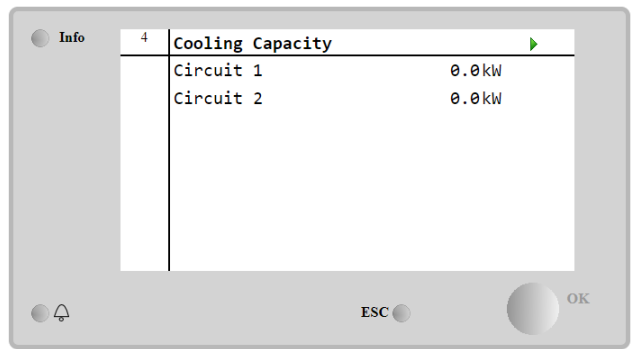 Info
4 Cooling Capacity
Circuit 1 0.0kW
Circuit 2 0.0kW
ESC
OK